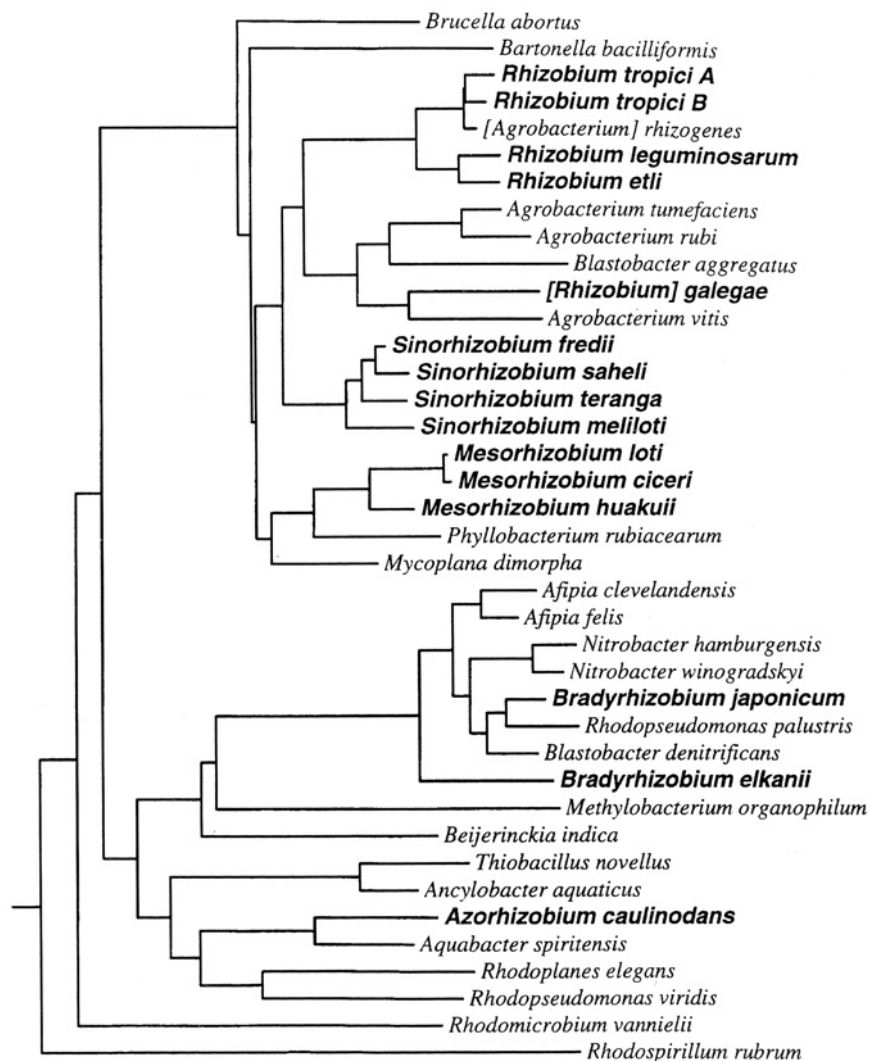 Brucella abortus
Bartonella bacilliformis
Rhizobium tropici A
Rhizobium tropici B
[Agrobacterium] rhizogenes
Rhizobium leguminosarum
Rhizobium etli
Agrobacterium tumefaciens
Agrobacterium rubi
Blastobacter aggregatus
[Rhizobium] galegae
Agrobacterium vitis
Sinorhizobium fredii
Sinorhizobium saheli
Sinorhizobium teranga
Sinorhizobium meliloti
Mesorhizobium loti
Mesorhizobium ciceri
Mesorhizobium huakuii
Phyllobacterium rubiacearum
Mycoplana dimorpha
Afipia clevelandensis
Afipia felis
Nitrobacter hamburgensis
Nitrobacter winogradskyi
Bradyrhizobium japonicum
Rhodopseudomonas palustris
Blastobacter denitrificans
Bradyrhizobium elkanii
Methylobacterium organophilum
Beijerinckia indica
Thiobacillus novellus
Ancylobacter aquaticus
Azorhizobium caulinodans
Aquabacter spiritensis
Rhodoplanes elegans
Rhodopseudomonas viridis
Rhodomicrobium vannielii
Rhodospirillum rubrum